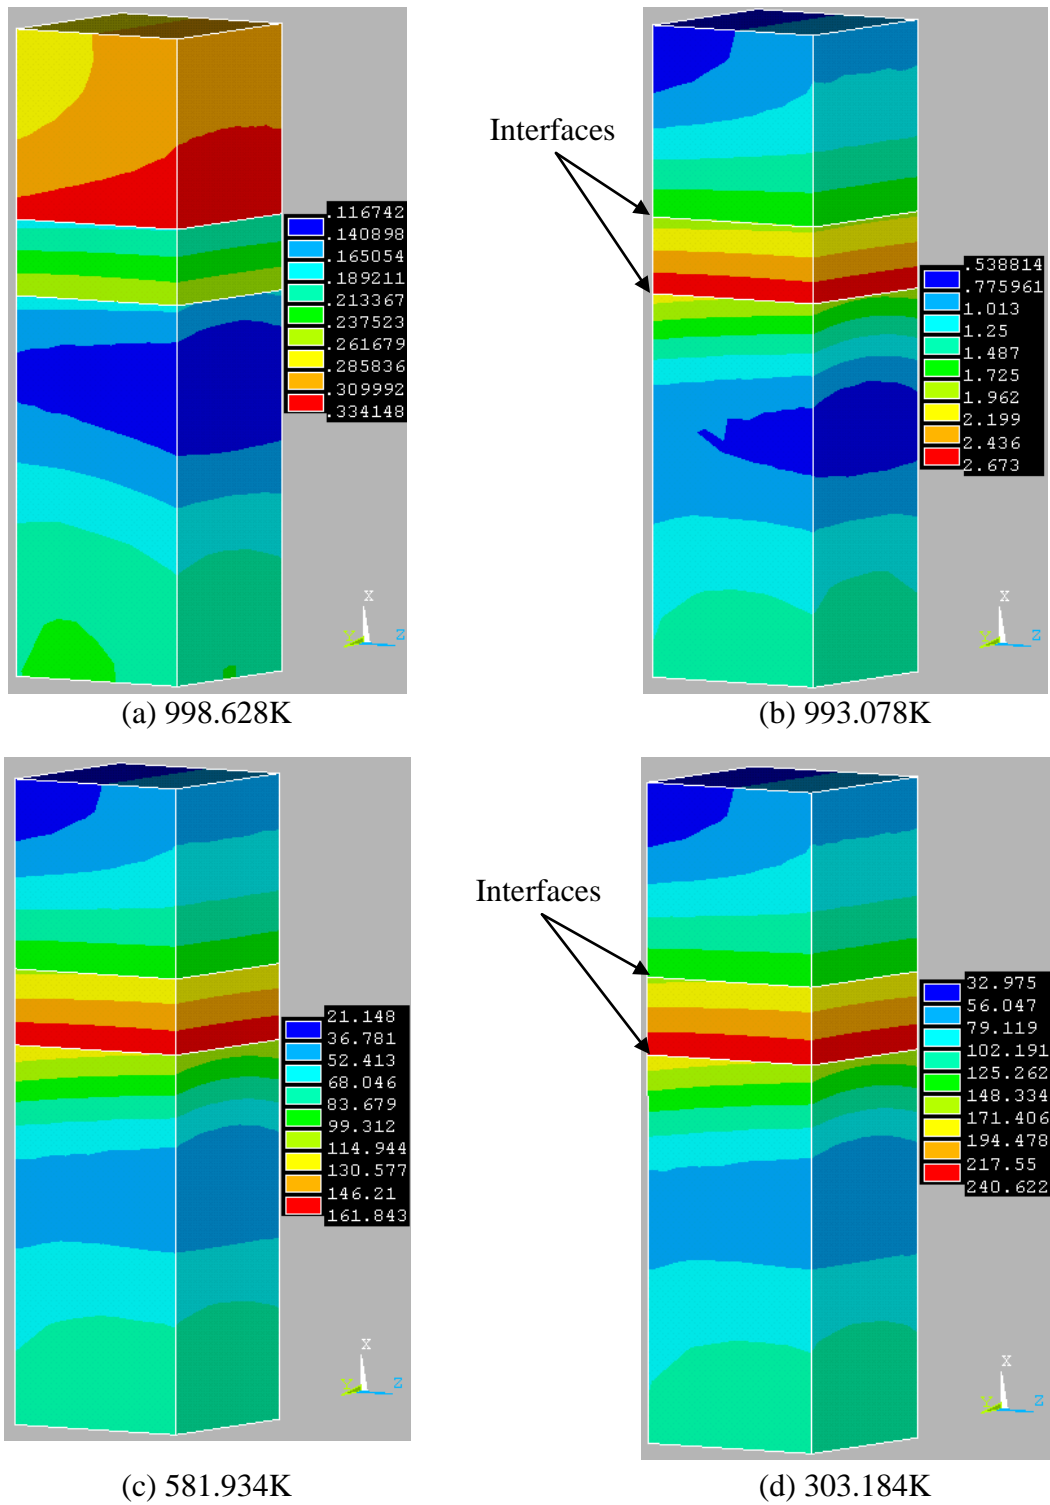 Interfaces
.116742
.140898
.165054
.189211
.213367
.237523
.261679
.285836
.309992
.334148
X
Y
Z
(a) 998.628K
.538814
.775961
1.013
1.25
1.487
1.725
1.962
2.199
2.436
2.673
X
Y
Z
(b) 993.078K
21.148
36.781
52.413
68.046
83.679
99.312
114.944
130.577
146.21
161.843
X
Y
Z
(c) 581.934K
Interfaces
32.975
56.047
79.119
102.191
125.262
148.334
171.406
194.478
217.55
240.622
X
Y
Z
(d) 303.184K